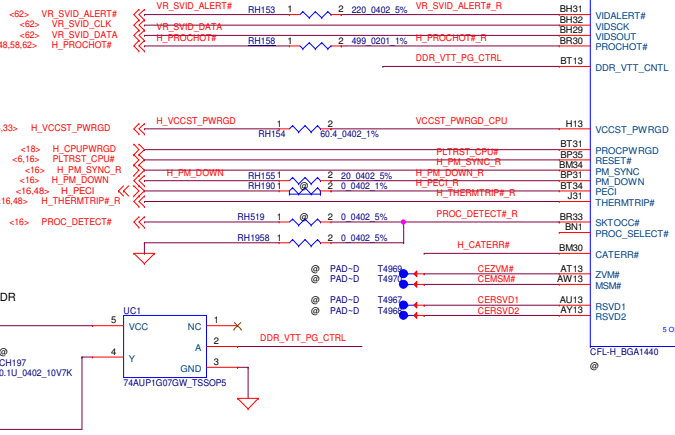 VR_SVID_ALERT# RH153 1 2 220_0402_5% VR_SVID_ALERT#_R BH31 VIDALERT#
<62> VR_SVID_ALERT#
<62> VR_SVID_CLK BH32 VIDSCK
<62> VR_SVID_DATA VR_SVID_DATA BH29 VIDSOUT
48,58,62> H_PROCHOT# H_PROCHOT# RH158 1 2 499_0201_1% H_PROCHOT#_R BR30 PROCHOT#
DDR_VTT_PG_CTRL BT13 DDR_VTT_CNTL
,33> H_VCCST_PWRGD H_VCCST_PWRGD 1 2 VCCST_PWRGD_CPU H13 VCCST_PWRGD
RH154 60.4_0402_1%
<18> H_CPUPWRGD BT31 PROCPWRGD
<6,16> PLTRST_CPU# PLTRST_CPU# BP35 RESET#
<16> H_PM_SYNC_R H_PM_SYNC_R BM34 PM_SYNC
<16> H_PM_DOWN H_PM_DOWN RH155 1 2 20_0402_5% H_PM_DOWN_R BP31 PM_DOWN
<16,48> H_PECI RH190 1 @ 2 0_0402_1% H_PECI_R BT34 PECI
16,48> H_THERMTRIP#_R H_THERMTRIP#_R J31 THERMTRIP#
<16> PROC_DETECT# RH519 1 @ 2 0_0402_5% PROC_DETECT#_R BR33 SKTOCC#
BN1 PROC_SELECT#
RH1958 1 2 0_0402_5%
H_CATERR# BM30 CATERR#
@ PAD~D T4969 CEZVM# AT13 ZVM#
@ PAD~D T4970 CEMSM# AW13 MSM#
@ PAD~D T4967 CERSVD1 AU13 RSVD1
@ PAD~D T4968 CERSVD2 AY13 RSVD2
DR
UC1
5 VCC NC 1
5 O
A 2 DDR_VTT_PG_CTRL
@
4 Y
CFL-H_BGA1440
CH197
GND 3
@
0.1U_0402_10V7K
74AUP1G07GW_TSSOP5